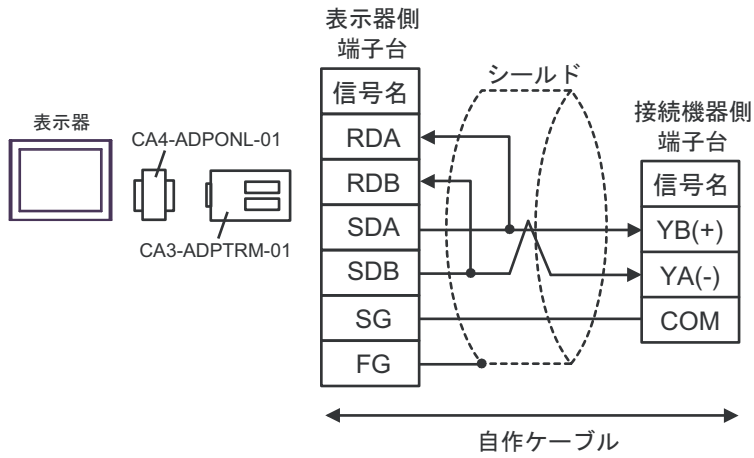 表示器
CA4-ADPONL-01
CA3-ADPTRM-01
表示器側
端子台
信号名
RDA
RDB
SDA
SDB
SG
FG
シールド
接続機器側
端子台
信号名
YB(+)
YA(-)
COM
自作ケーブル